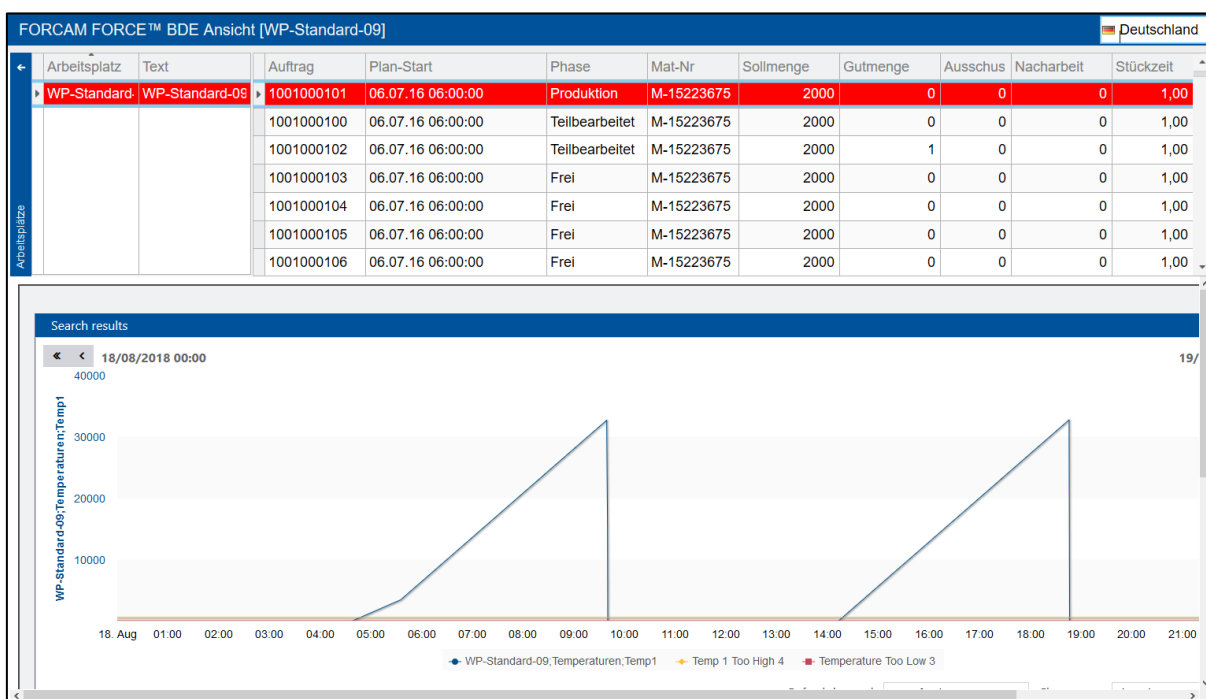 FORCAM FORCE™ BDE Ansicht [WP-Standard-09]
Deutschland
Arbeitsplatz Text Auftrag Plan-Start Phase Mat-Nr Sollmenge Gutmenge Ausschus Nacharbeit Stückzeit
WP-Standard- WP-Standard-09 1001000101 06.07.16 06:00:00 Produktion M-15223675 2000 0 0 0 1,00
1001000100 06.07.16 06:00:00 Teilbearbeitet M-15223675 2000 0 0 0 1,00
1001000102 06.07.16 06:00:00 Teilbearbeitet M-15223675 2000 1 0 0 1,00
1001000103 06.07.16 06:00:00 Frei M-15223675 2000 0 0 0 1,00
1001000104 06.07.16 06:00:00 Frei M-15223675 2000 0 0 0 1,00
1001000105 06.07.16 06:00:00 Frei M-15223675 2000 0 0 0 1,00
1001000106 06.07.16 06:00:00 Frei M-15223675 2000 0 0 0 1,00
Arbeitsplätze
Search results
18/08/2018 00:00
19/
WP-Standard-09;Temperaturen;Temp1
40000
30000
20000
10000
18. Aug 01:00 02:00 03:00 04:00 05:00 06:00 07:00 08:00 09:00 10:00 11:00 12:00 13:00 14:00 15:00 16:00 17:00 18:00 19:00 20:00 21:00
WP-Standard-09;Temperaturen;Temp1 Temp 1 Too High 4 Temperature Too Low 3